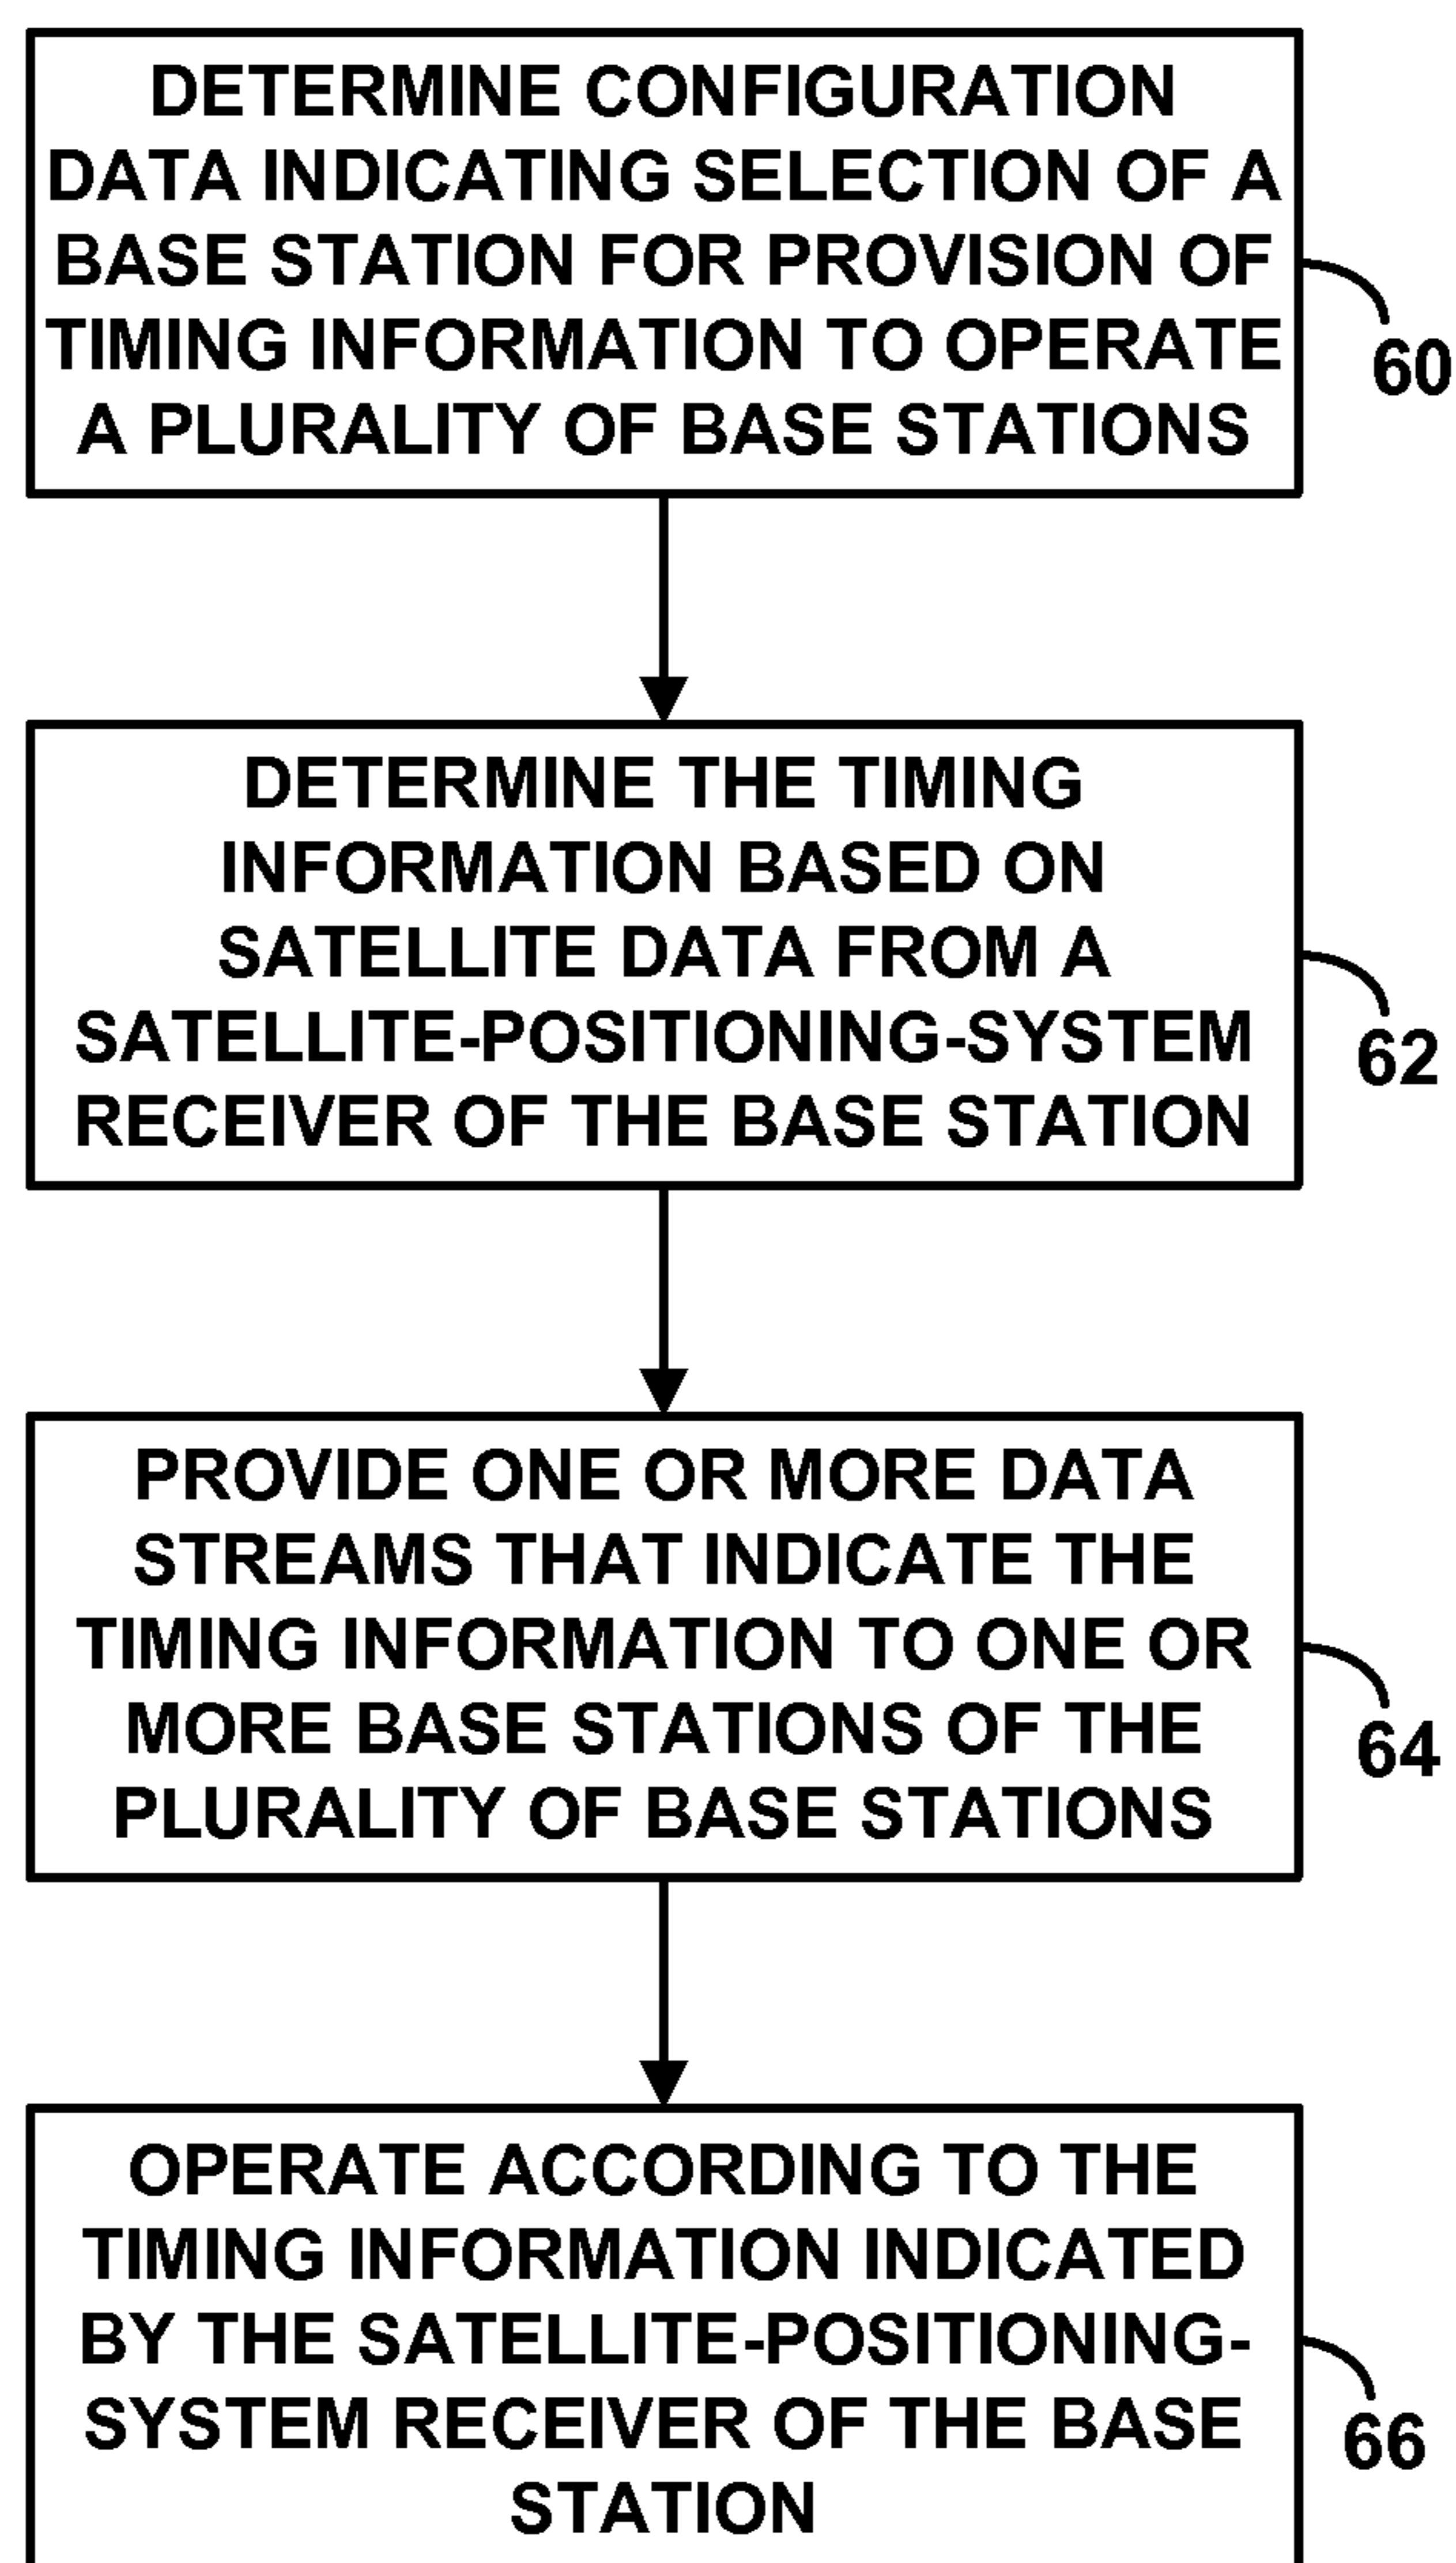 DETERMINE CONFIGURATION
DATA INDICATING SELECTION OF A
BASE STATION FOR PROVISION OF
TIMING INFORMATION TO OPERATE
A PLURALITY OF BASE STATIONS
60
DETERMINE THE TIMING
INFORMATION BASED ON
SATELLITE DATA FROM A
SATELLITE-POSITIONING-SYSTEM
RECEIVER OF THE BASE STATION
62
PROVIDE ONE OR MORE DATA
STREAMS THAT INDICATE THE
TIMING INFORMATION TO ONE OR
MORE BASE STATIONS OF THE
PLURALITY OF BASE STATIONS
64
OPERATE ACCORDING TO THE
TIMING INFORMATION INDICATED
BY THE SATELLITE-POSITIONING-
SYSTEM RECEIVER OF THE BASE
STATION
66